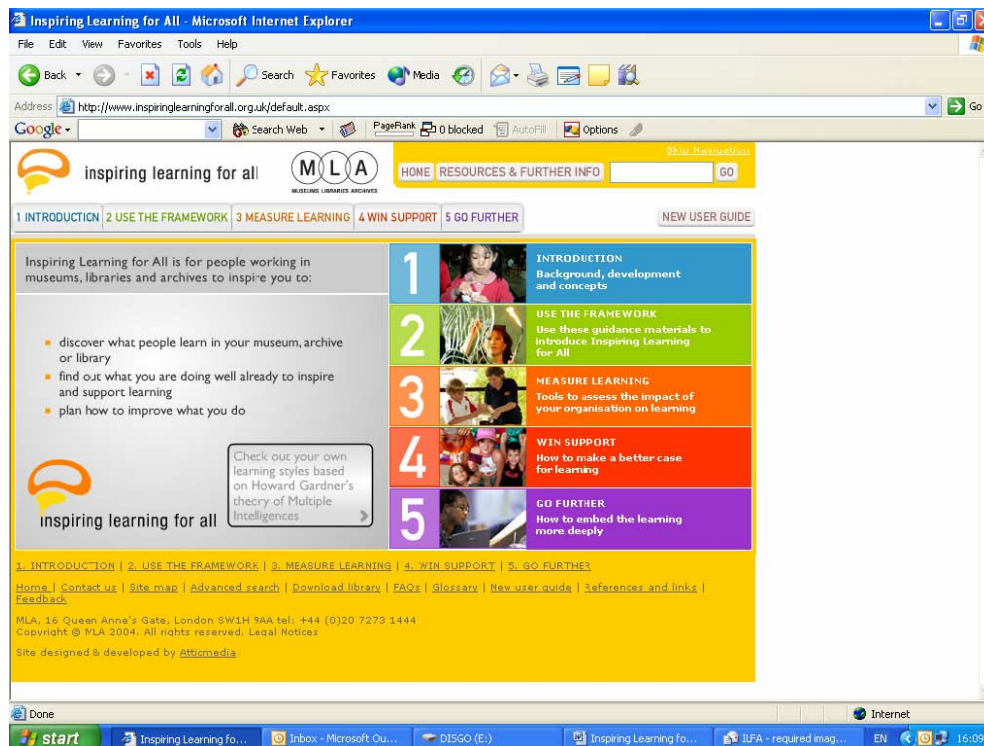 Inspiring Learning for All - Microsoft Internet Explorer
File Edit View Favorites Tools Help
Back Search Favorites Media
Address http://www.inspiringlearningforall.org.uk/default.aspx Go
Google Search Web PageRank 0 blocked AutoFill Options
Skip Navigation
inspiring learning for all MLA HOME RESOURCES & FURTHER INFO GO
MUSEUMS LIBRARIES ARCHIVES
1 INTRODUCTION 2 USE THE FRAMEWORK 3 MEASURE LEARNING 4 WIN SUPPORT 5 GO FURTHER NEW USER GUIDE
Inspiring Learning for All is for people working in
museums, libraries and archives to inspire you to:
discover what people learn in your museum, archive
or library
find out what you are doing well already to inspire
and support learning
plan how to improve what you do
Check out your own
learning styles based
on Howard Gardner's
theory of Multiple
Intelligences
inspiring learning for all
1 INTRODUCTION
Background, development
and concepts
2 USE THE FRAMEWORK
Use these guidance materials to
introduce Inspiring Learning
for All
3 MEASURE LEARNING
Tools to assess the impact of
your organisation on learning
4 WIN SUPPORT
How to make a better case
for learning
5 GO FURTHER
How to embed the learning
more deeply
1. INTRODUCTION | 2. USE THE FRAMEWORK | 3. MEASURE LEARNING | 4. WIN SUPPORT | 5. GO FURTHER
Home | Contact us | Site map | Advanced search | Download library | FAQs | Glossary | New user guide | References and links |
Feedback
MLA, 16 Queen Anne's Gate, London SW1H 9AA tel: +44 (0)20 7273 1444
Copyright © MLA 2004. All rights reserved. Legal Notices
Site designed & developed by Atticmedia
Done Internet
start Inspiring Learning fo... Inbox - Microsoft Ou... DISGO (E:) Inspiring Learning fo... ILFA - required imag... EN 16:09